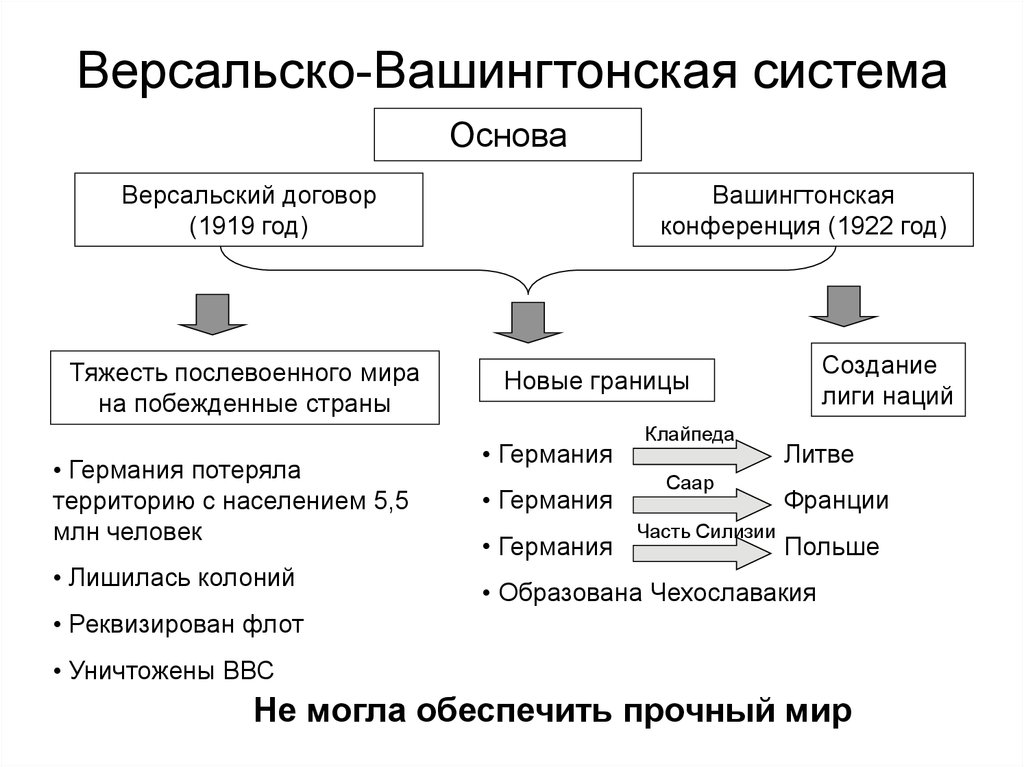 Версальско-Вашингтонская система
Основа
Версальский договор
(1919 год)
Вашингтонская
конференция (1922 год)
Тяжесть послевоенного мира
на побежденные страны
Новые границы
Создание
лиги наций
• Германия потеряла
территорию с населением 5,5
млн человек
• Лишилась колоний
• Реквизирован флот
• Уничтожены ВВС
• Германия Клайпеда Литве
• Германия Саар Франции
• Германия Часть Силизии Польше
• Образована Чехославакия
Не могла обеспечить прочный мир